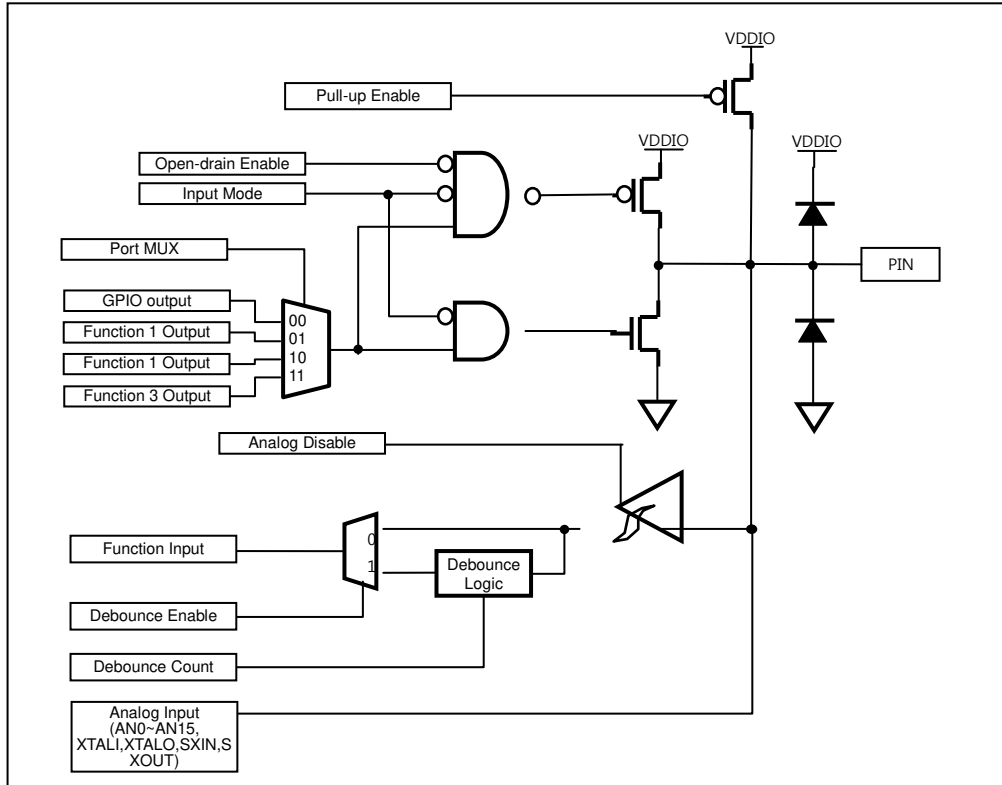 VDDIO
Pull-up Enable
VDDIO
VDDIO
Open-drain Enable
Input Mode
Port MUX
PIN
GPIO output
00
Function 1 Output
01
Function 1 Output
10
Function 3 Output
11
Analog Disable
Function Input
0
1
Debounce
Logic
Debounce Enable
Debounce Count
Analog Input
(AN0~AN15,
XTALI,XTALO,SXIN,S
XOUT)